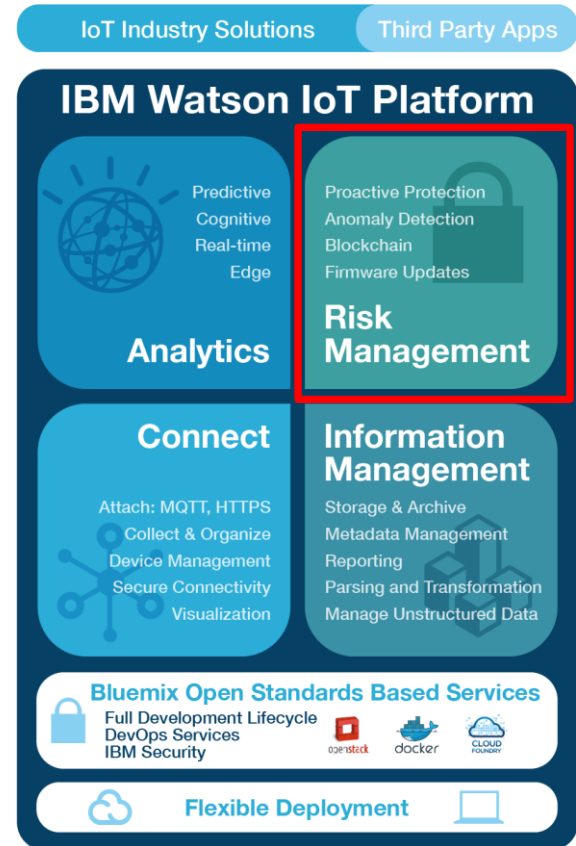 IoT Industry Solutions
Third Party Apps
IBM Watson IoT Platform
Predictive
Cognitive
Real-time
Edge
Analytics
Proactive Protection
Anomaly Detection
Blockchain
Firmware Updates
Risk
Management
Connect
Attach: MQTT, HTTPS
Collect & Organize
Device Management
Secure Connectivity
Visualization
Information
Management
Storage & Archive
Metadata Management
Reporting
Parsing and Transformation
Manage Unstructured Data
Bluemix Open Standards Based Services
Full Development Lifecycle
DevOps Services
IBM Security
openstack
docker
CLOUD
FOUNDRY
Flexible Deployment